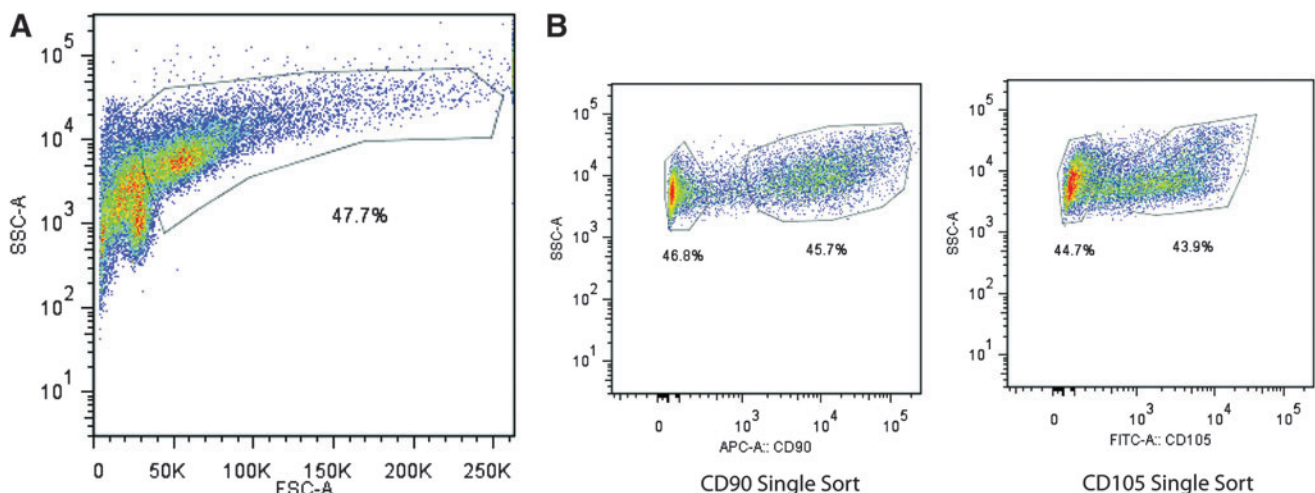 A
B
10^5
10^4
10^3
10^2
10^1
SSC-A
47.7%
0 50K 100K 150K 200K 250K
FSC-A
10^5
10^4
10^3
10^2
10^1
SSC-A
46.8%
45.7%
0 10^3 10^4 10^5
APC-A:: CD90
CD90 Single Sort
10^5
10^4
10^3
10^2
10^1
SSC-A
44.7%
43.9%
0 10^3 10^4 10^5
FITC-A:: CD105
CD105 Single Sort